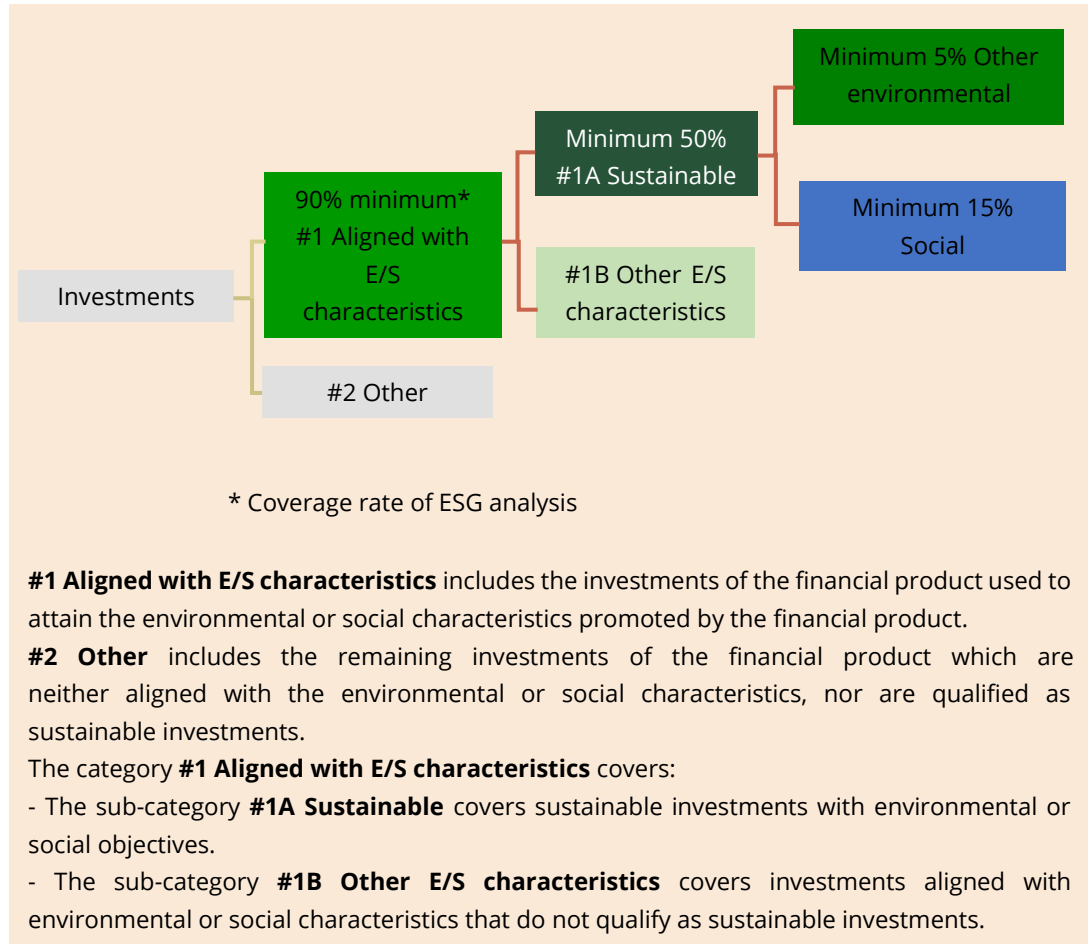 Minimum 5% Other
environmental
Minimum 50%
#1A Sustainable
90% minimum*
#1 Aligned with
E/S
characteristics
Minimum 15%
Social
Investments
#1B Other E/S
characteristics
#2 Other
* Coverage rate of ESG analysis
#1 Aligned with E/S characteristics includes the investments of the financial product used to
attain the environmental or social characteristics promoted by the financial product.
#2 Other includes the remaining investments of the financial product which are
neither aligned with the environmental or social characteristics, nor are qualified as
sustainable investments.
The category #1 Aligned with E/S characteristics covers:
- The sub-category #1A Sustainable covers sustainable investments with environmental or
social objectives.
- The sub-category #1B Other E/S characteristics covers investments aligned with
environmental or social characteristics that do not qualify as sustainable investments.